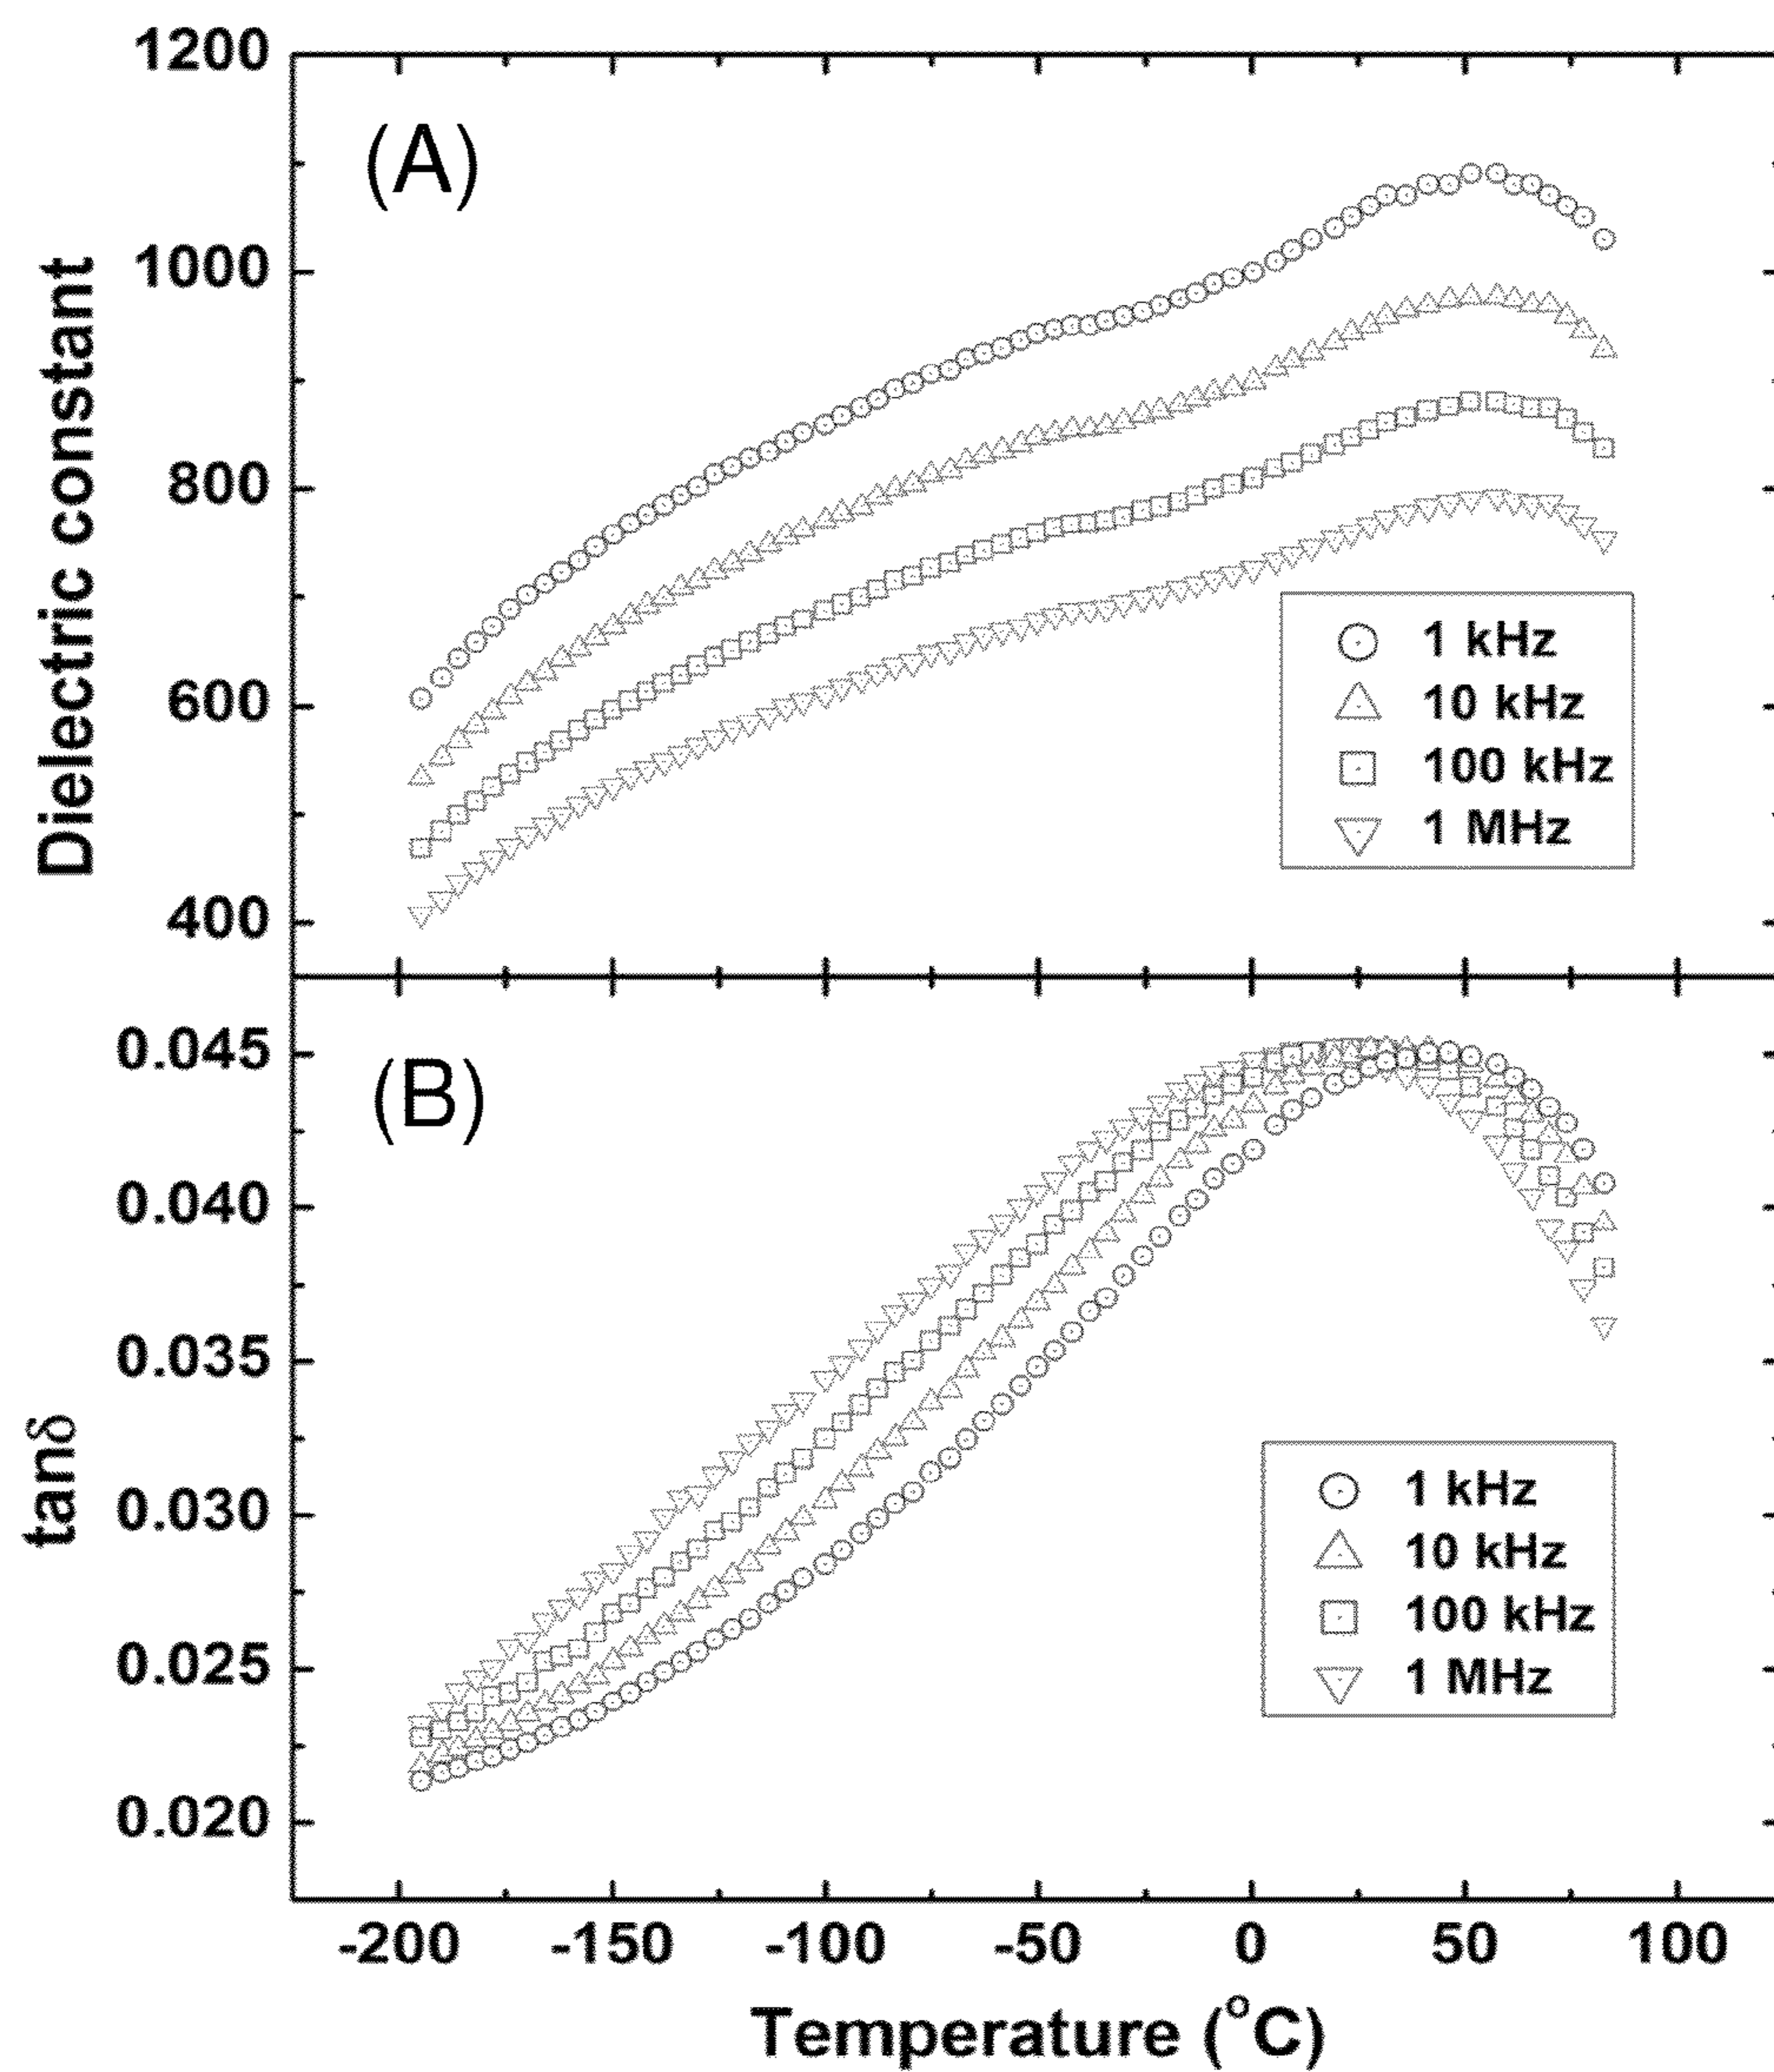 (A)
Dielectric constant
1200
1000
800
600
400
1 kHz
10 kHz
100 kHz
1 MHz
(B)
tanδ
0.045
0.040
0.035
0.030
0.025
0.020
1 kHz
10 kHz
100 kHz
1 MHz
-200 -150 -100 -50 0 50 100
Temperature (°C)